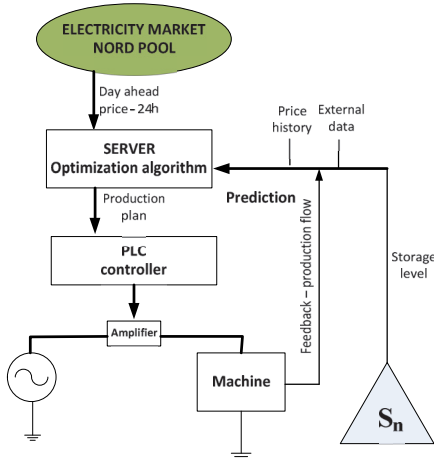 ELECTRICITY MARKET
NORD POOL
Day ahead
price – 24h
Price
history
External
data
SERVER
Optimization algorithm
Prediction
Production
plan
PLC
controller
Feedback – production flow
Storage
level
Amplifier
Machine
Sn